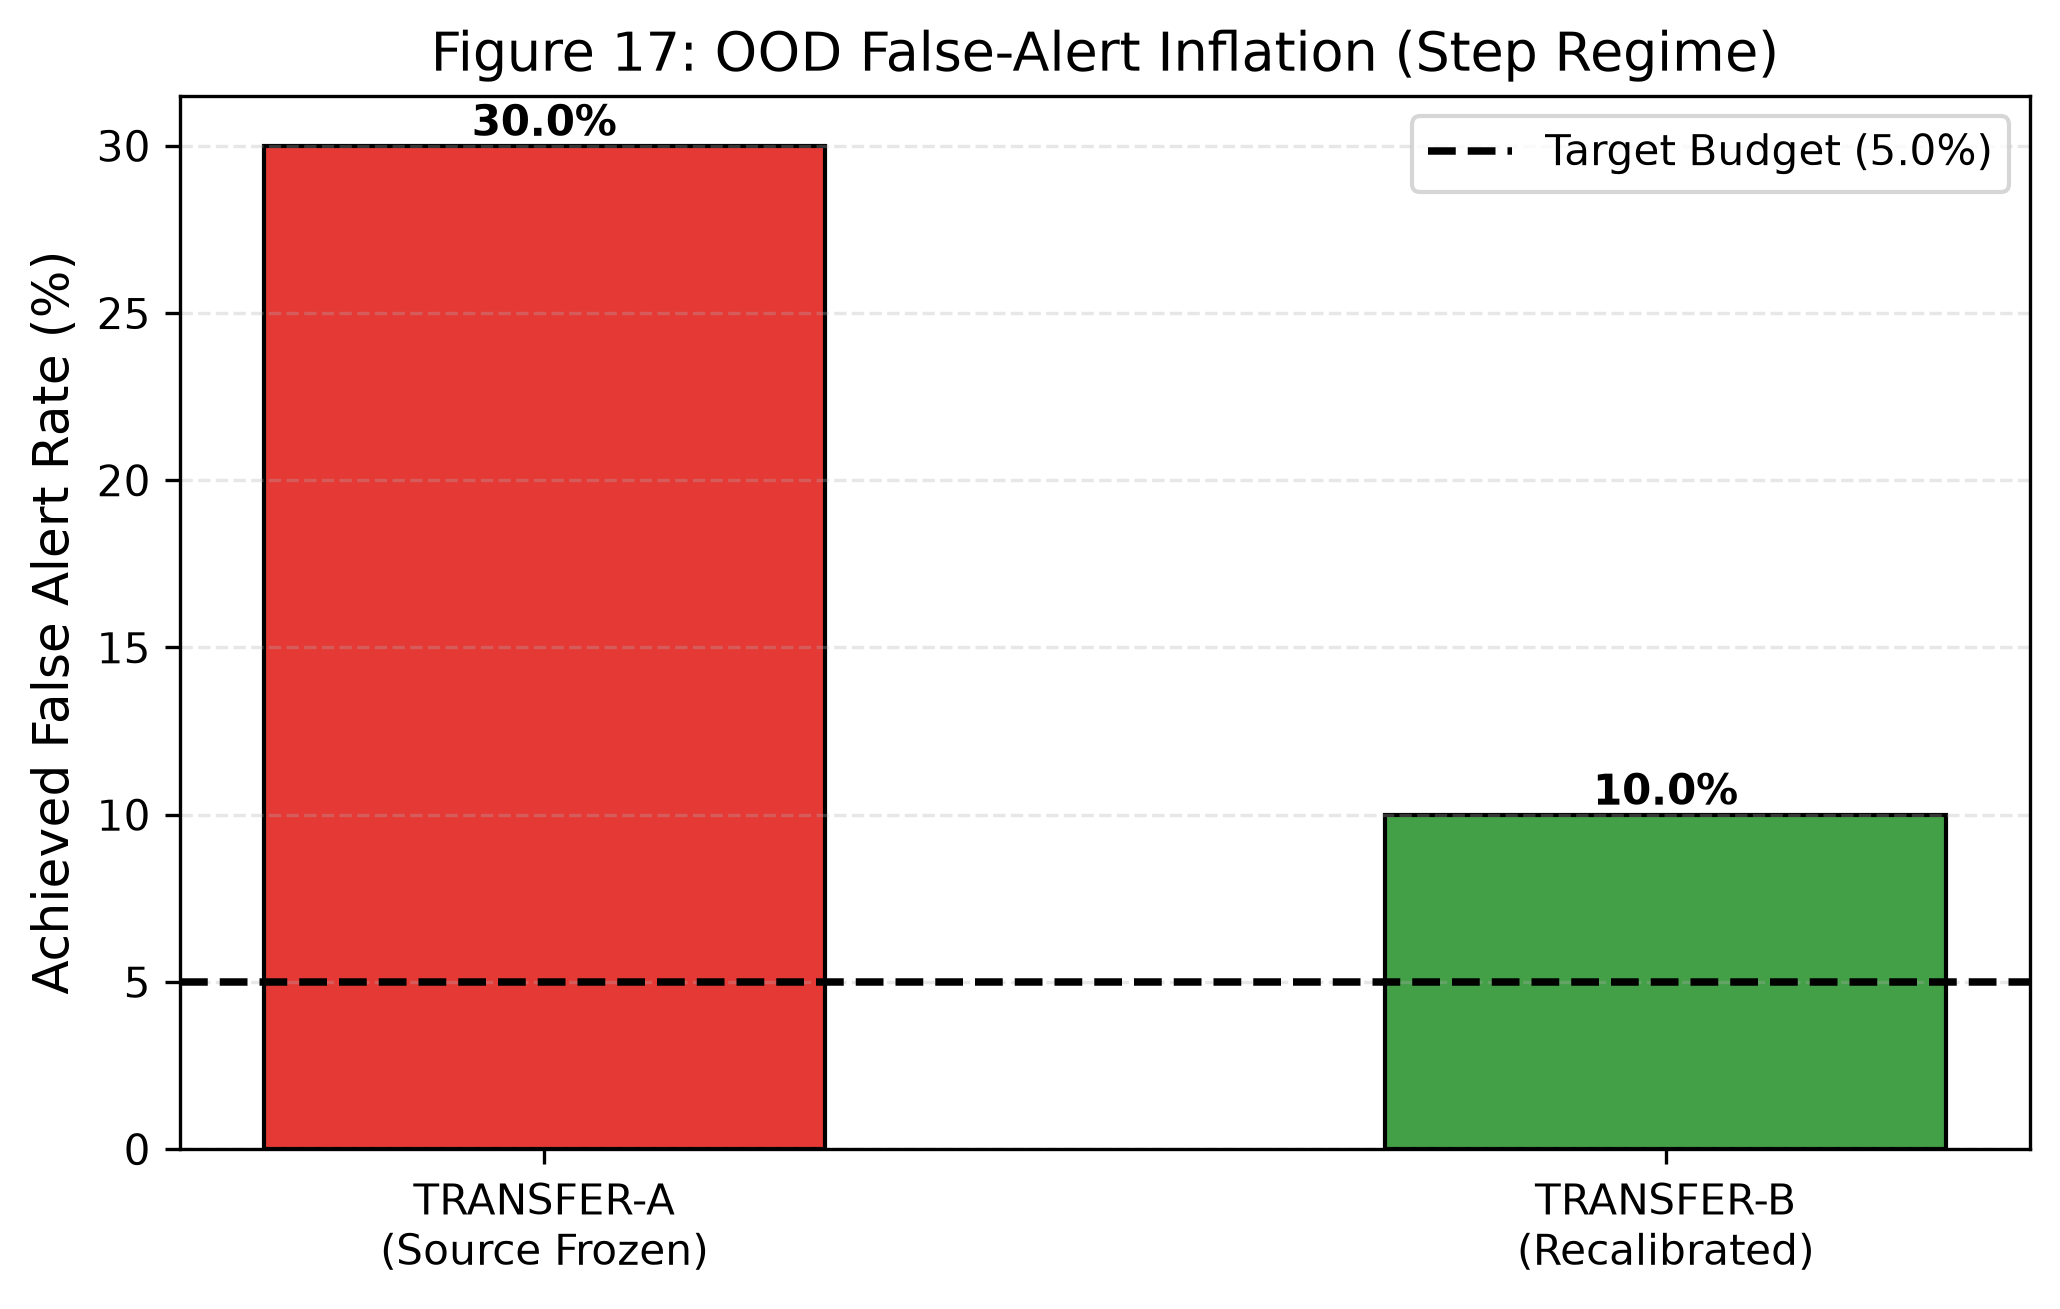 Figure 17: OOD False-Alert Inflation (Step Regime)
30.0%
Target Budget (5.0%)
10.0%
Achieved False Alert Rate (%)
30
25
20
15
10
5
0
TRANSFER-A
(Source Frozen)
TRANSFER-B
(Recalibrated)